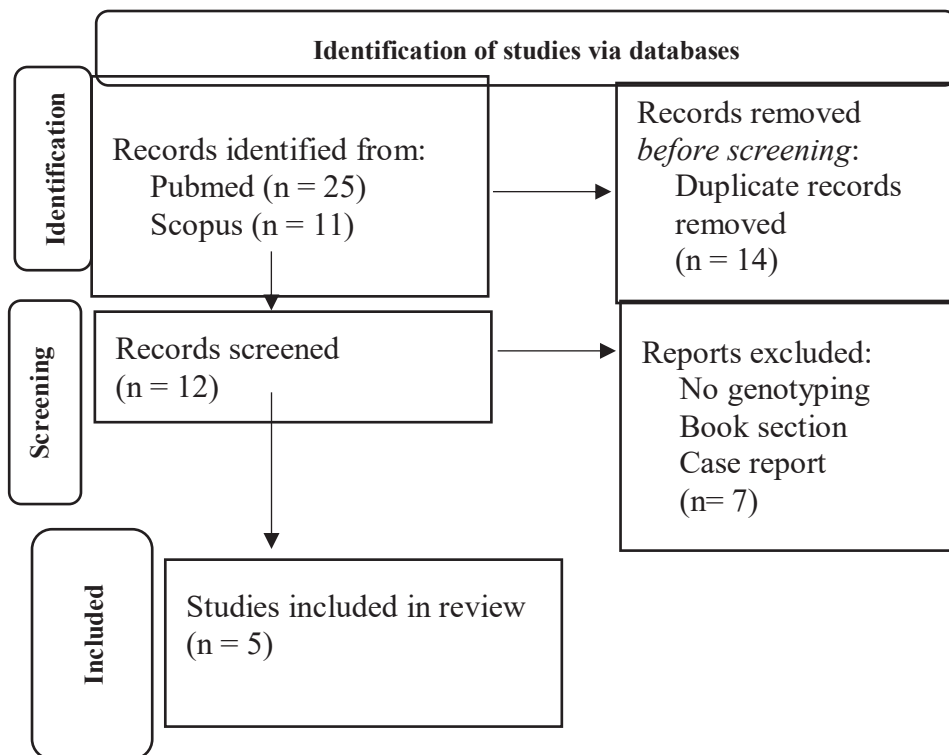 Identification of studies via databases
Identification
Records identified from:
Pubmed (n = 25)
Scopus (n = 11)
Records removed
before screening:
Duplicate records
removed
(n = 14)
Screening
Records screened
(n = 12)
Reports excluded:
No genotyping
Book section
Case report
(n= 7)
Included
Studies included in review
(n = 5)